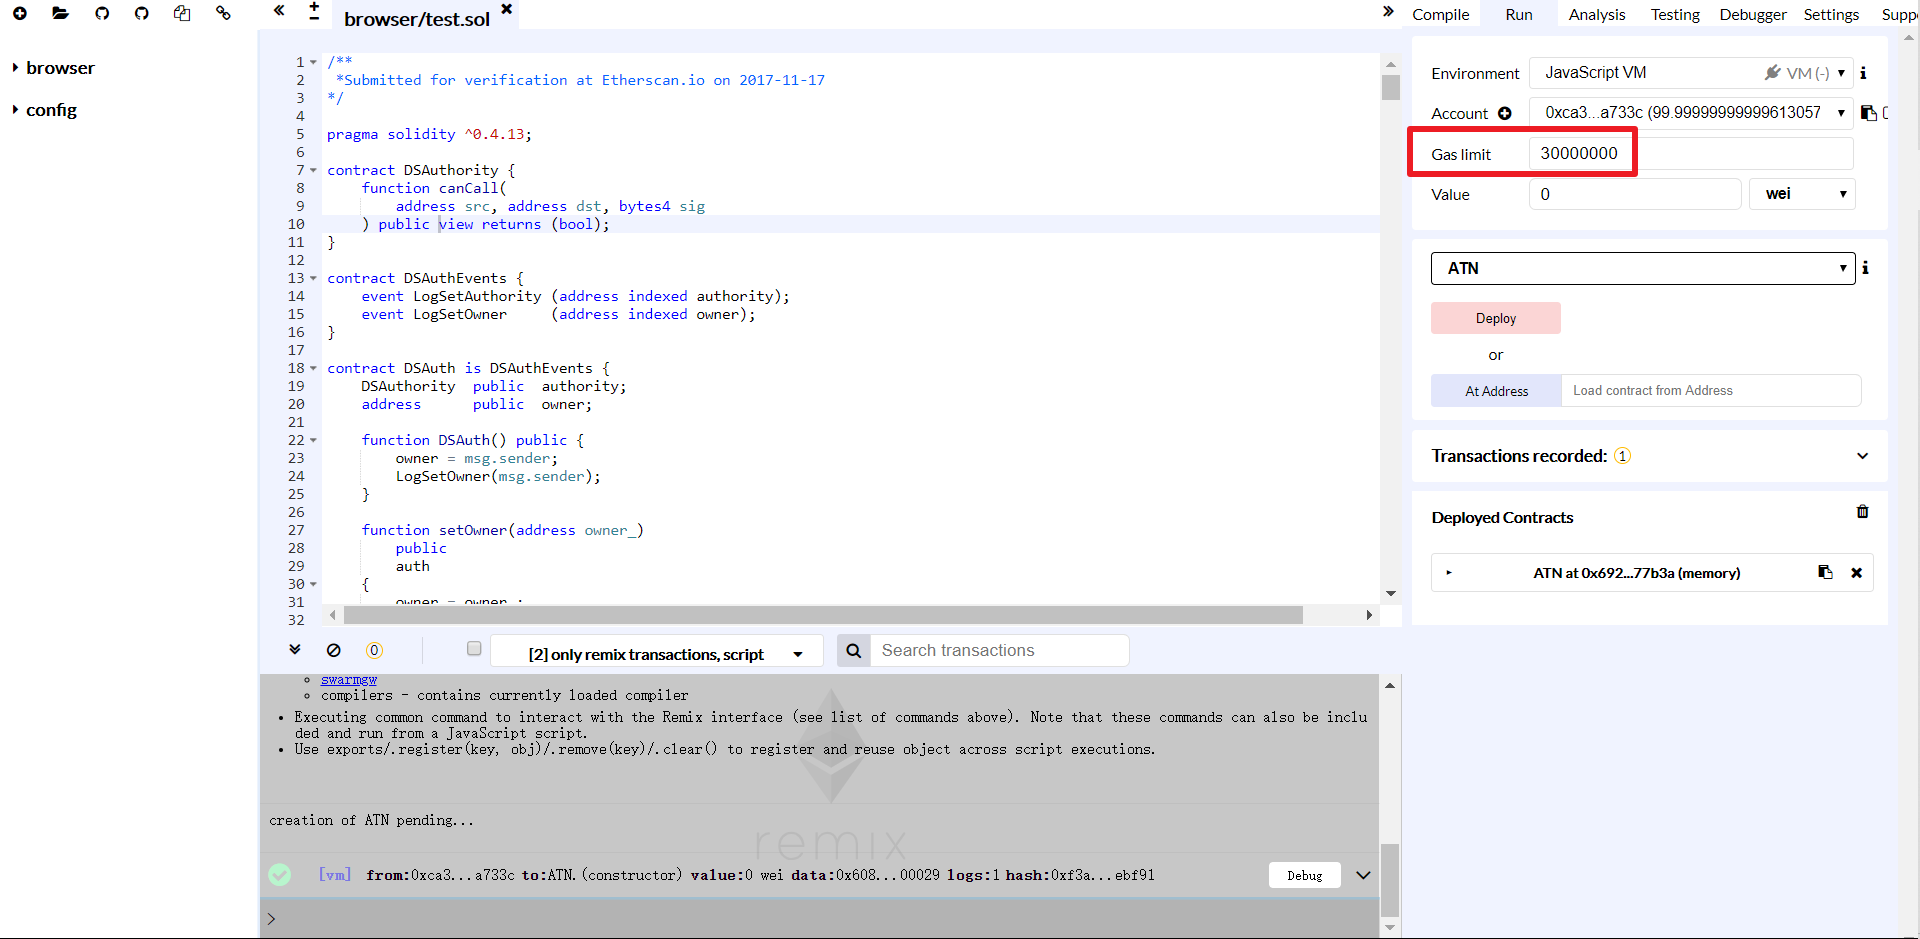 browser/test.sol
Compile Run Analysis Testing Debugger Settings Supp
browser
config
1 /**
2 *Submitted for verification at Etherscan.io on 2017-11-17
3 */
4
5 pragma solidity ^0.4.13;
6
7 contract DSAuthority {
8 function canCall(
9 address src, address dst, bytes4 sig
10 ) public view returns (bool);
11 }
12
13 contract DSAuthEvents {
14 event LogSetAuthority (address indexed authority);
15 event LogSetOwner (address indexed owner);
16 }
17
18 contract DSAuth is DSAuthEvents {
19 DSAuthority public authority;
20 address public owner;
21
22 function DSAuth() public {
23 owner = msg.sender;
24 LogSetOwner(msg.sender);
25 }
26
27 function setOwner(address owner_)
28 public
29 auth
30 {
31 owner = owner_;
32
Environment JavaScript VM VM (-)
Account 0xca3...a733c (99.99999999999613057
Gas limit 30000000
Value 0 wei
ATN
Deploy
or
At Address Load contract from Address
Transactions recorded: 1
Deployed Contracts
ATN at 0x692...77b3a (memory)
0 [2] only remix transactions, script Search transactions
swarmgw
compilers - contains currently loaded compiler
Executing common command to interact with the Remix interface (see list of commands above). Note that these commands can also be inclu
ded and run from a JavaScript script.
Use exports/.register(key, obj)/.remove(key)/.clear() to register and reuse object across script executions.
creation of ATN pending...
remix
[vm] from:0xca3...a733c to:ATN.(constructor) value:0 wei data:0x608...00029 logs:1 hash:0xf3a...ebf91 Debug
>